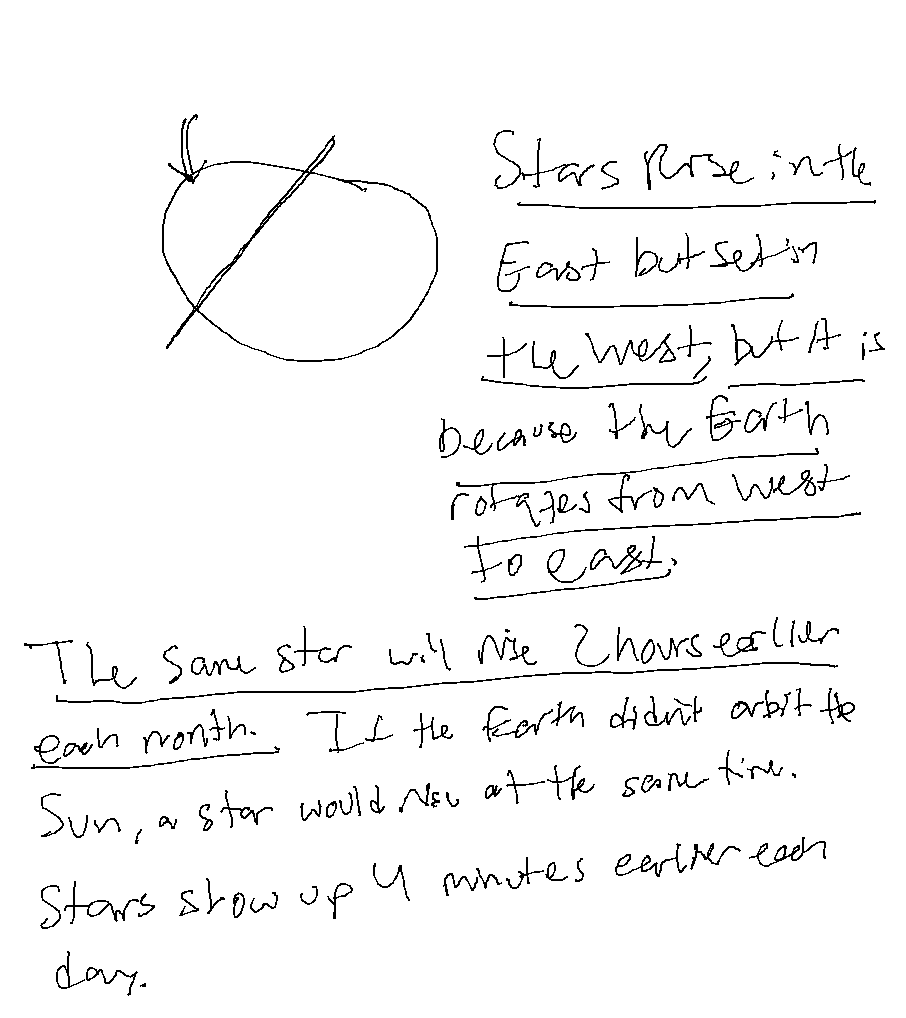 Stars Rise in the
East but set in
the west, but it is
because the Earth
rotates from west
to east.
The same star will rise 2 hours earlier
each month. If the Earth didn't orbit the
Sun, a star would rise at the same time.
Stars show up 4 minutes earlier each
day.